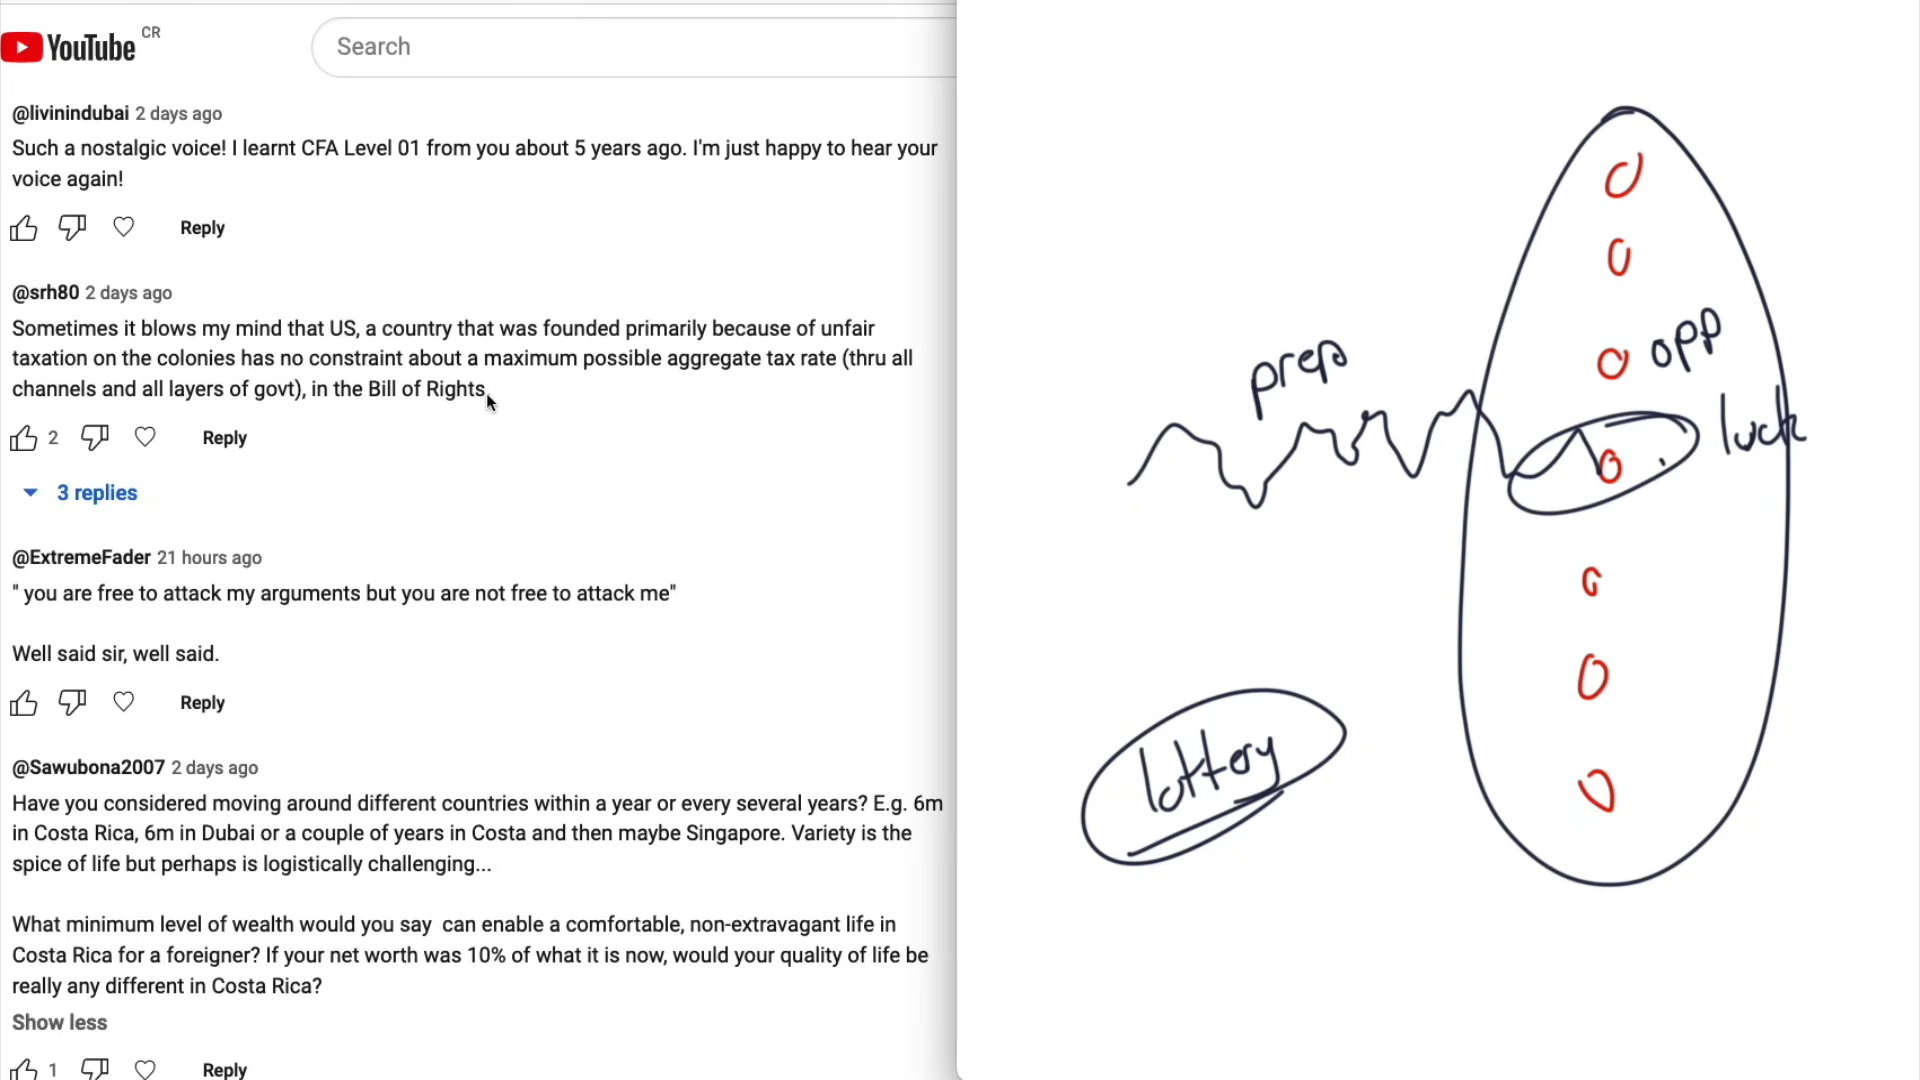 YouTube CR
Search
@livinindubai 2 days ago
Such a nostalgic voice! I learnt CFA Level 01 from you about 5 years ago. I'm just happy to hear your
voice again!
Reply
@srh80 2 days ago
Sometimes it blows my mind that US, a country that was founded primarily because of unfair
taxation on the colonies has no constraint about a maximum possible aggregate tax rate (thru all
channels and all layers of govt), in the Bill of Rights.
2 Reply
3 replies
@ExtremeFader 21 hours ago
" you are free to attack my arguments but you are not free to attack me"
Well said sir, well said.
Reply
@Sawubona2007 2 days ago
Have you considered moving around different countries within a year or every several years? E.g. 6m
in Costa Rica, 6m in Dubai or a couple of years in Costa and then maybe Singapore. Variety is the
spice of life but perhaps is logistically challenging...
What minimum level of wealth would you say  can enable a comfortable, non-extravagant life in
Costa Rica for a foreigner? If your net worth was 10% of what it is now, would your quality of life be
really any different in Costa Rica?
Show less
1 Reply
prep
opp
luck
lottery